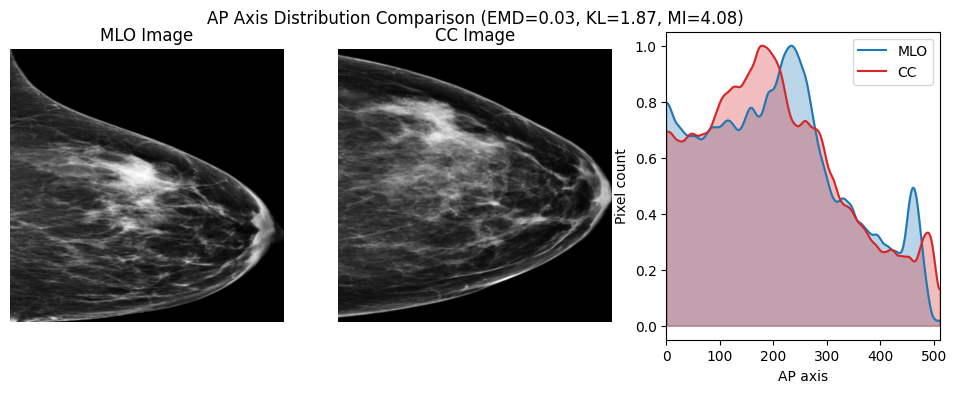 AP Axis Distribution Comparison (EMD=0.03, KL=1.87, MI=4.08)
MLO Image
CC Image
MLO
CC
1.0
0.8
0.6
0.4
0.2
0.0
Pixel count
0 100 200 300 400 500
AP axis